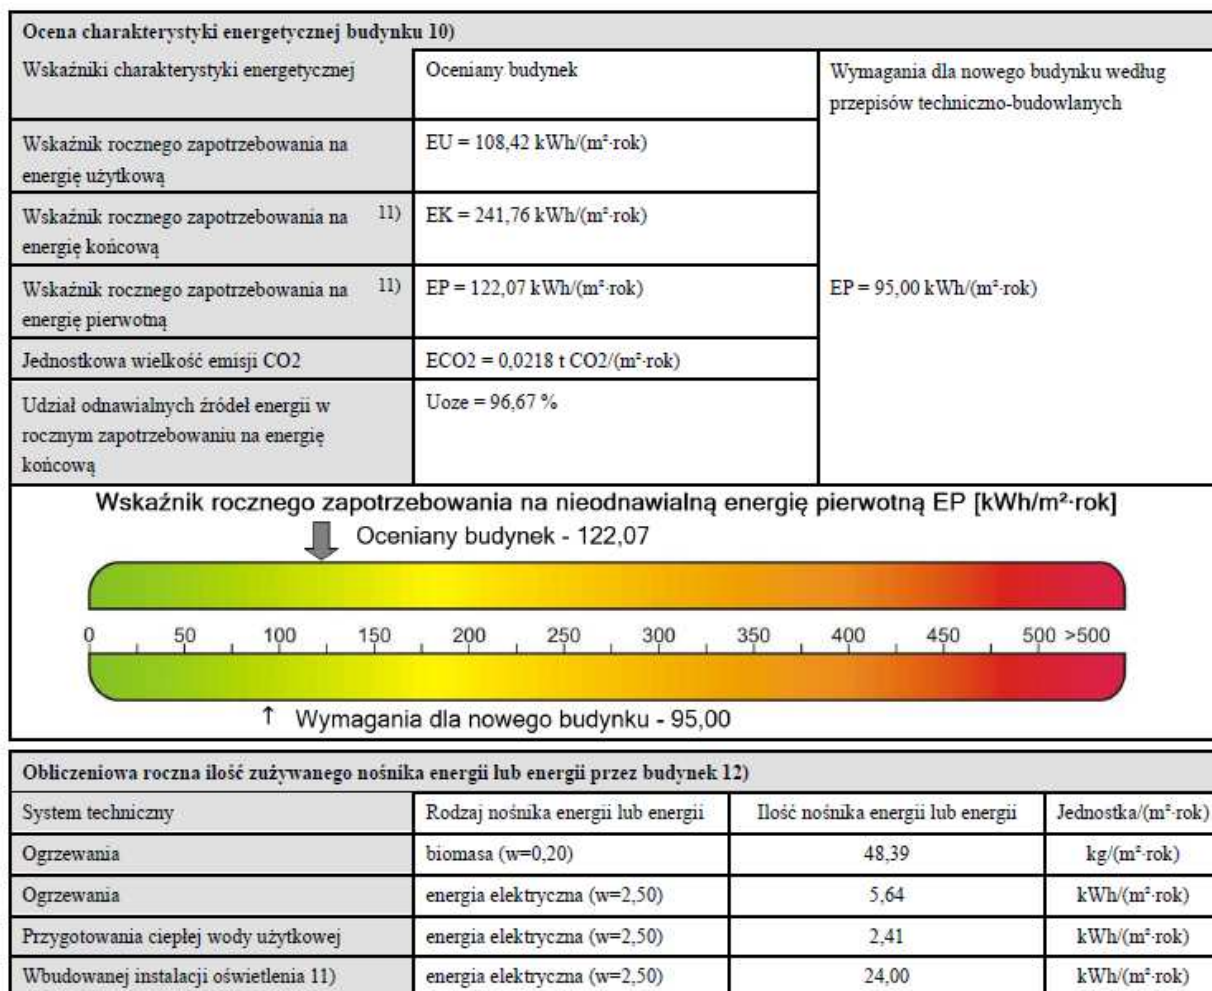 Ocena charakterystyki energetycznej budynku 10)
Wskaźniki charakterystyki energetycznej
Oceniany budynek
Wymagania dla nowego budynku według
przepisów techniczno-budowlanych
Wskaźnik rocznego zapotrzebowania na
energię użytkową
EU = 108,42 kWh/(m²·rok)
Wskaźnik rocznego zapotrzebowania na 11)
energię końcową
EK = 241,76 kWh/(m²·rok)
Wskaźnik rocznego zapotrzebowania na 11)
energię pierwotną
EP = 122,07 kWh/(m²·rok)
EP = 95,00 kWh/(m²·rok)
Jednostkowa wielkość emisji CO2
ECO2 = 0,0218 t CO2/(m²·rok)
Udział odnawialnych źródeł energii w
rocznym zapotrzebowaniu na energię
końcową
Uoze = 96,67 %
Wskaźnik rocznego zapotrzebowania na nieodnawialną energię pierwotną EP [kWh/m²·rok]
Oceniany budynek - 122,07
0 50 100 150 200 250 300 350 400 450 500 >500
↑ Wymagania dla nowego budynku - 95,00
Obliczeniowa roczna ilość zużywanego nośnika energii lub energii przez budynek 12)
System techniczny
Rodzaj nośnika energii lub energii
Ilość nośnika energii lub energii
Jednostka/(m²·rok)
Ogrzewania
biomasa (w=0,20)
48,39
kg/(m²·rok)
Ogrzewania
energia elektryczna (w=2,50)
5,64
kWh/(m²·rok)
Przygotowania ciepłej wody użytkowej
energia elektryczna (w=2,50)
2,41
kWh/(m²·rok)
Wbudowanej instalacji oświetlenia 11)
energia elektryczna (w=2,50)
24,00
kWh/(m²·rok)